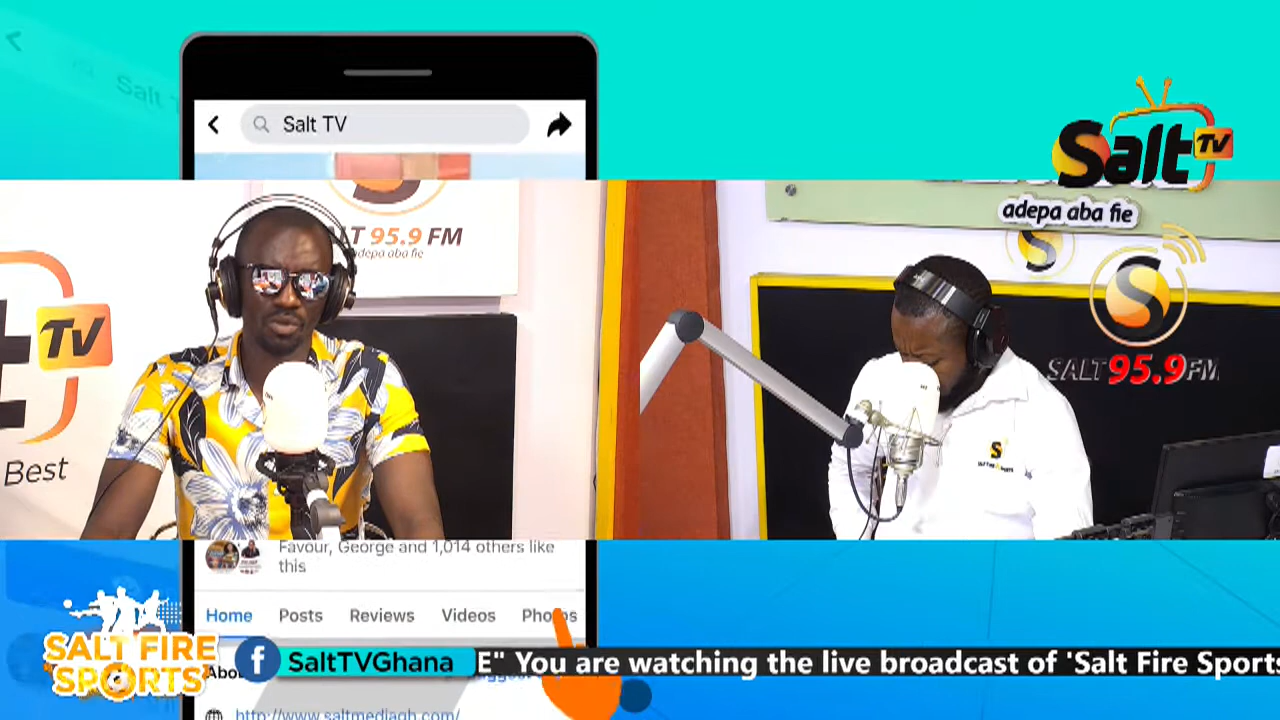 Salt TV
Salt TV
adepa aba fie
SALT 95.9 FM
adepa aba fie
TV
Best
SALT 95.9 FM
Favour, George and 1,014 others like
this
Home Posts Reviews Videos Photos
SALT FIRE
SPORTS
SaltTVGhana
E" You are watching the live broadcast of 'Salt Fire Sports
http://www.saltmediagh.com/